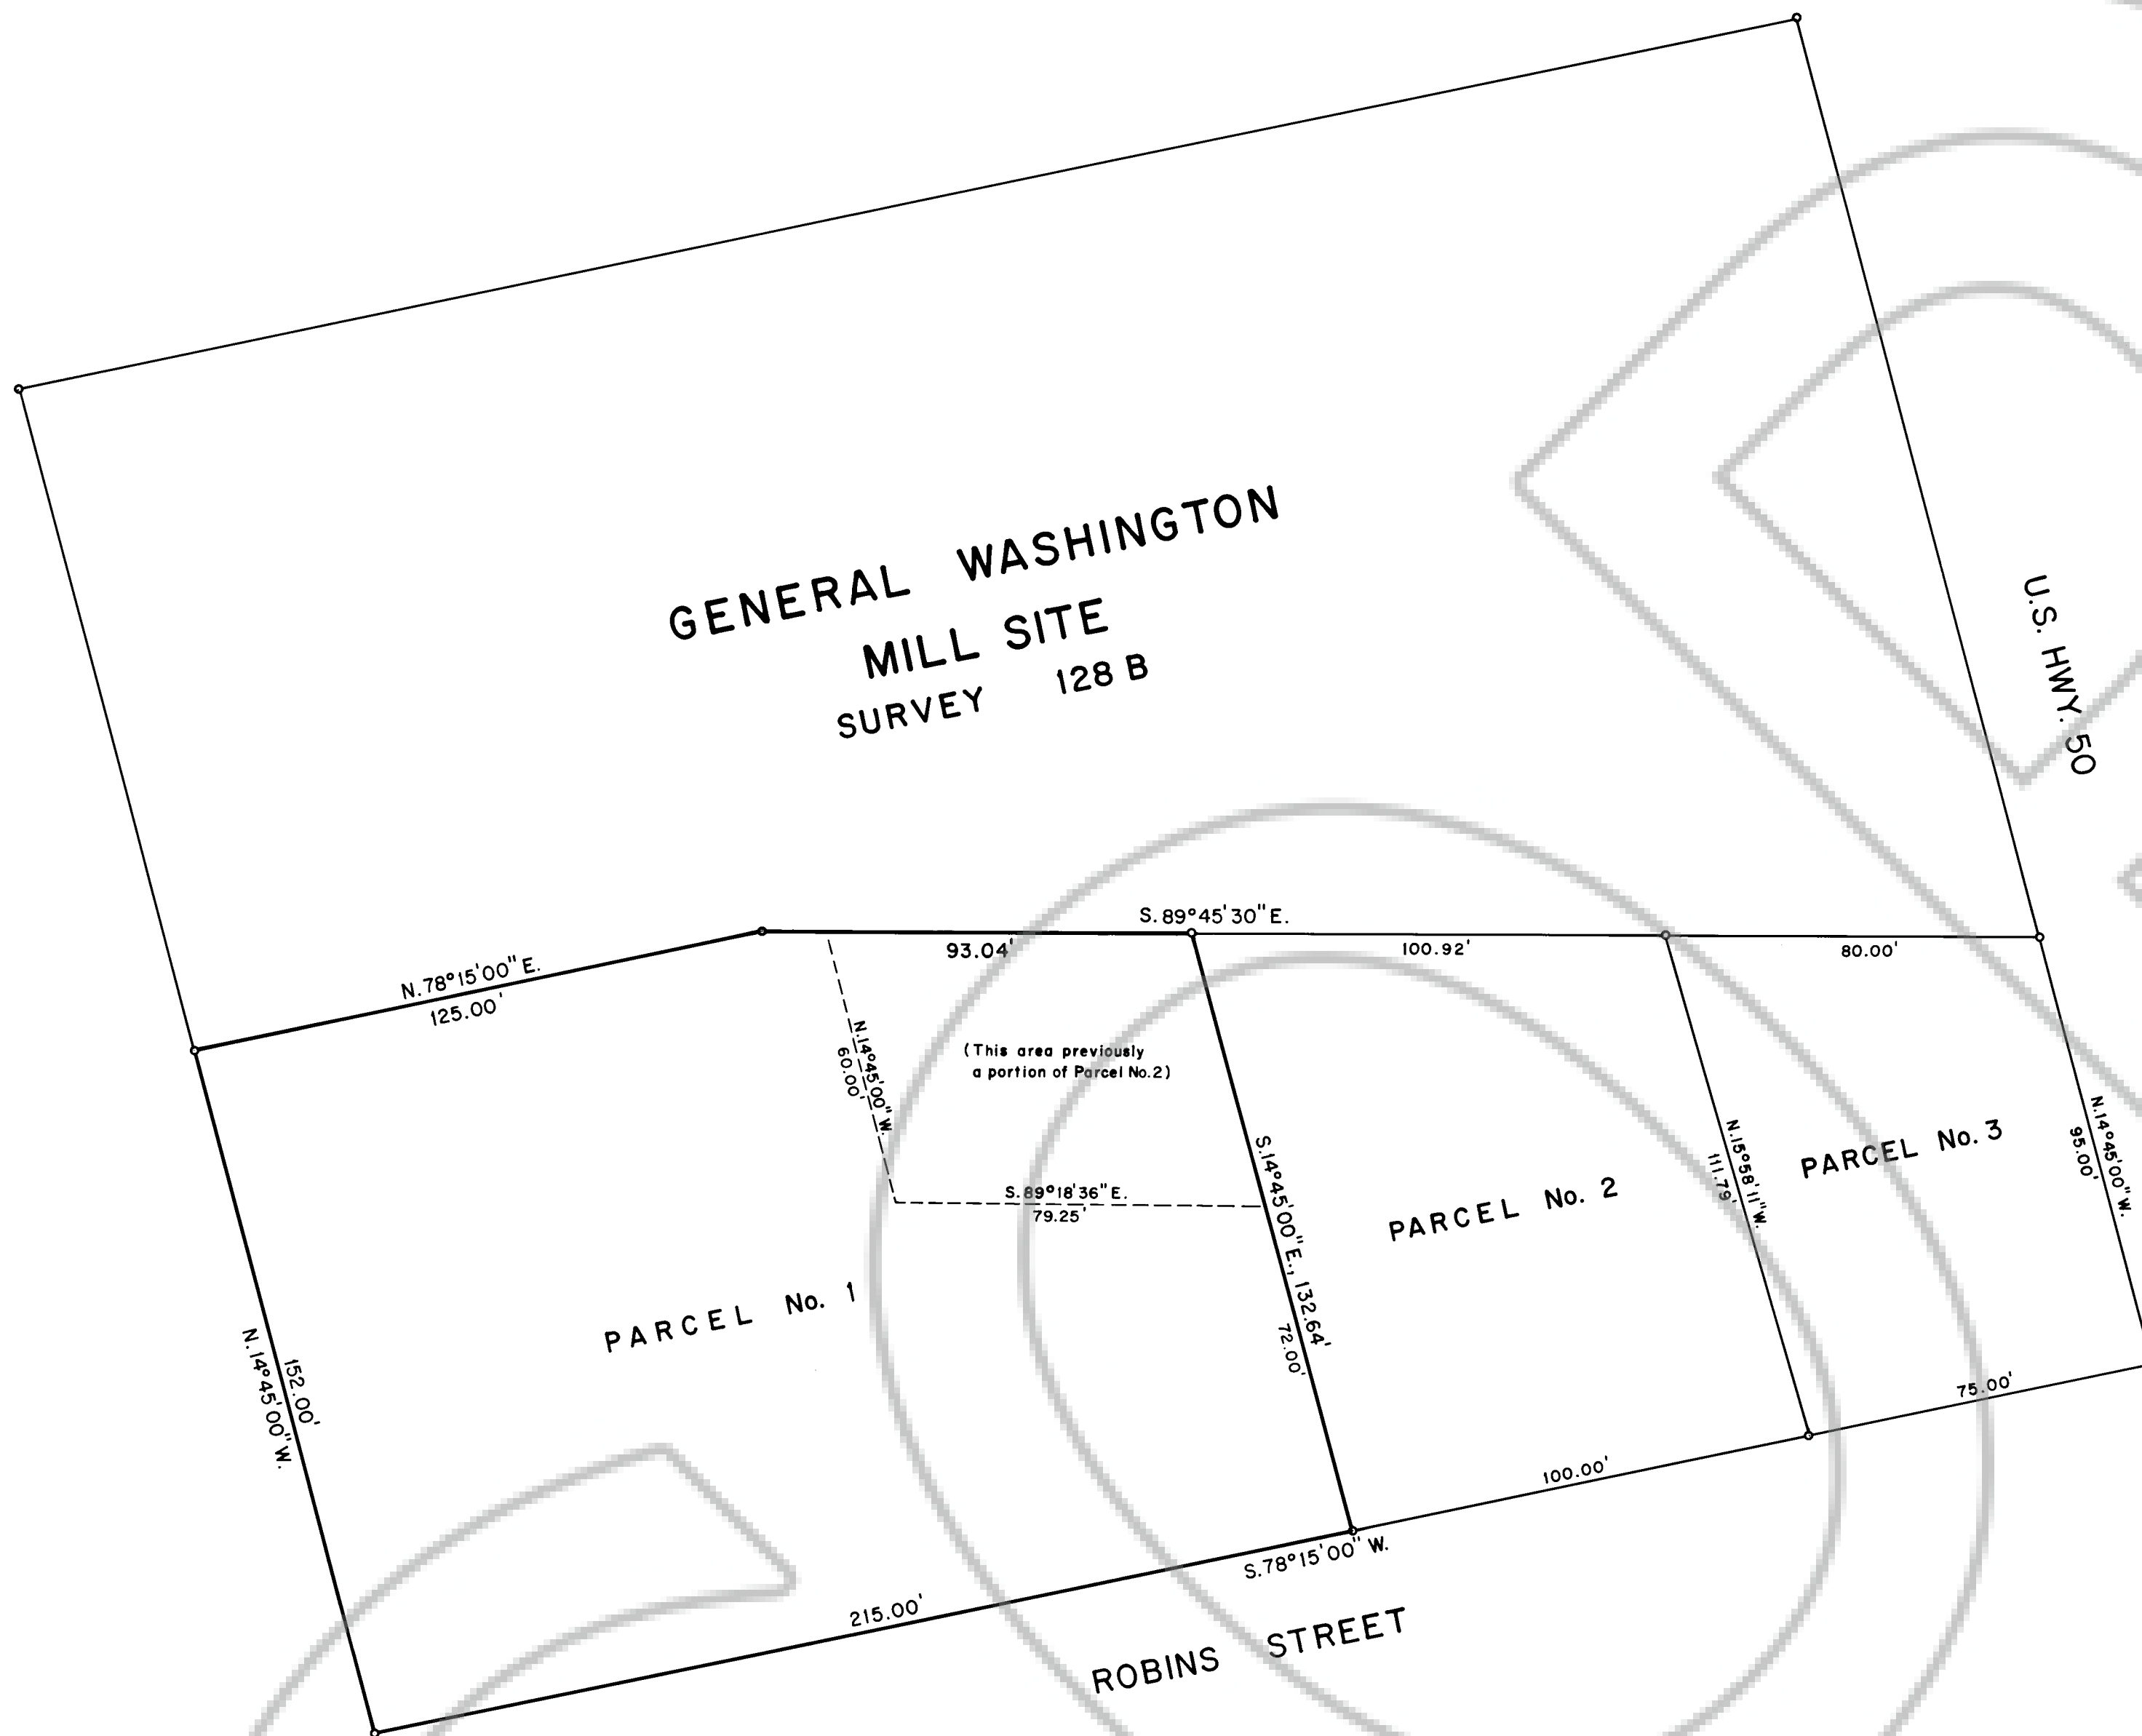 GENERAL WASHINGTON
MILL SITE
SURVEY 128 B
U.S. HWY. 50
S. 89°45'30" E.
93.04'
100.92'
80.00'
N. 78°15'00" E.
125.00'
N. 14°45'00" W.
60.00'
(This area previously
a portion of Parcel No. 2)
S. 89°18'36" E.
79.25'
S. 14°45'00" E., 132.64'
72.00'
N. 15°58'11" W.
111.79'
N. 14°45'00" W.
95.00'
PARCEL No. 3
PARCEL No. 2
PARCEL No. 1
152.00'
N. 14°45'00" W.
75.00'
100.00'
S. 78°15'00" W.
215.00'
ROBINS STREET